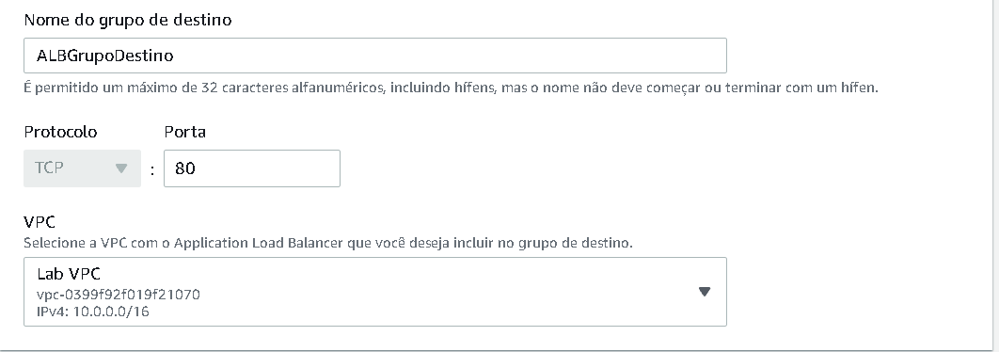 Nome do grupo de destino
ALBGrupoDestino
É permitido um máximo de 32 caracteres alfanuméricos, incluindo hífens, mas o nome não deve começar ou terminar com um hífen.
Protocolo Porta
TCP : 80
VPC
Selecione a VPC com o Application Load Balancer que você deseja incluir no grupo de destino.
Lab VPC
vpc-0399f92f019f21070
IPv4: 10.0.0.0/16